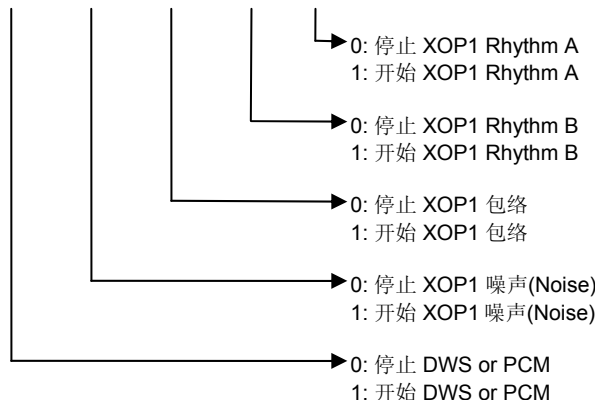 0: 停止 XOP1 Rhythm A
1: 开始 XOP1 Rhythm A
0: 停止 XOP1 Rhythm B
1: 开始 XOP1 Rhythm B
0: 停止 XOP1 包络
1: 开始 XOP1 包络
0: 停止 XOP1 噪声(Noise)
1: 开始 XOP1 噪声(Noise)
0: 停止 DWS or PCM
1: 开始 DWS or PCM